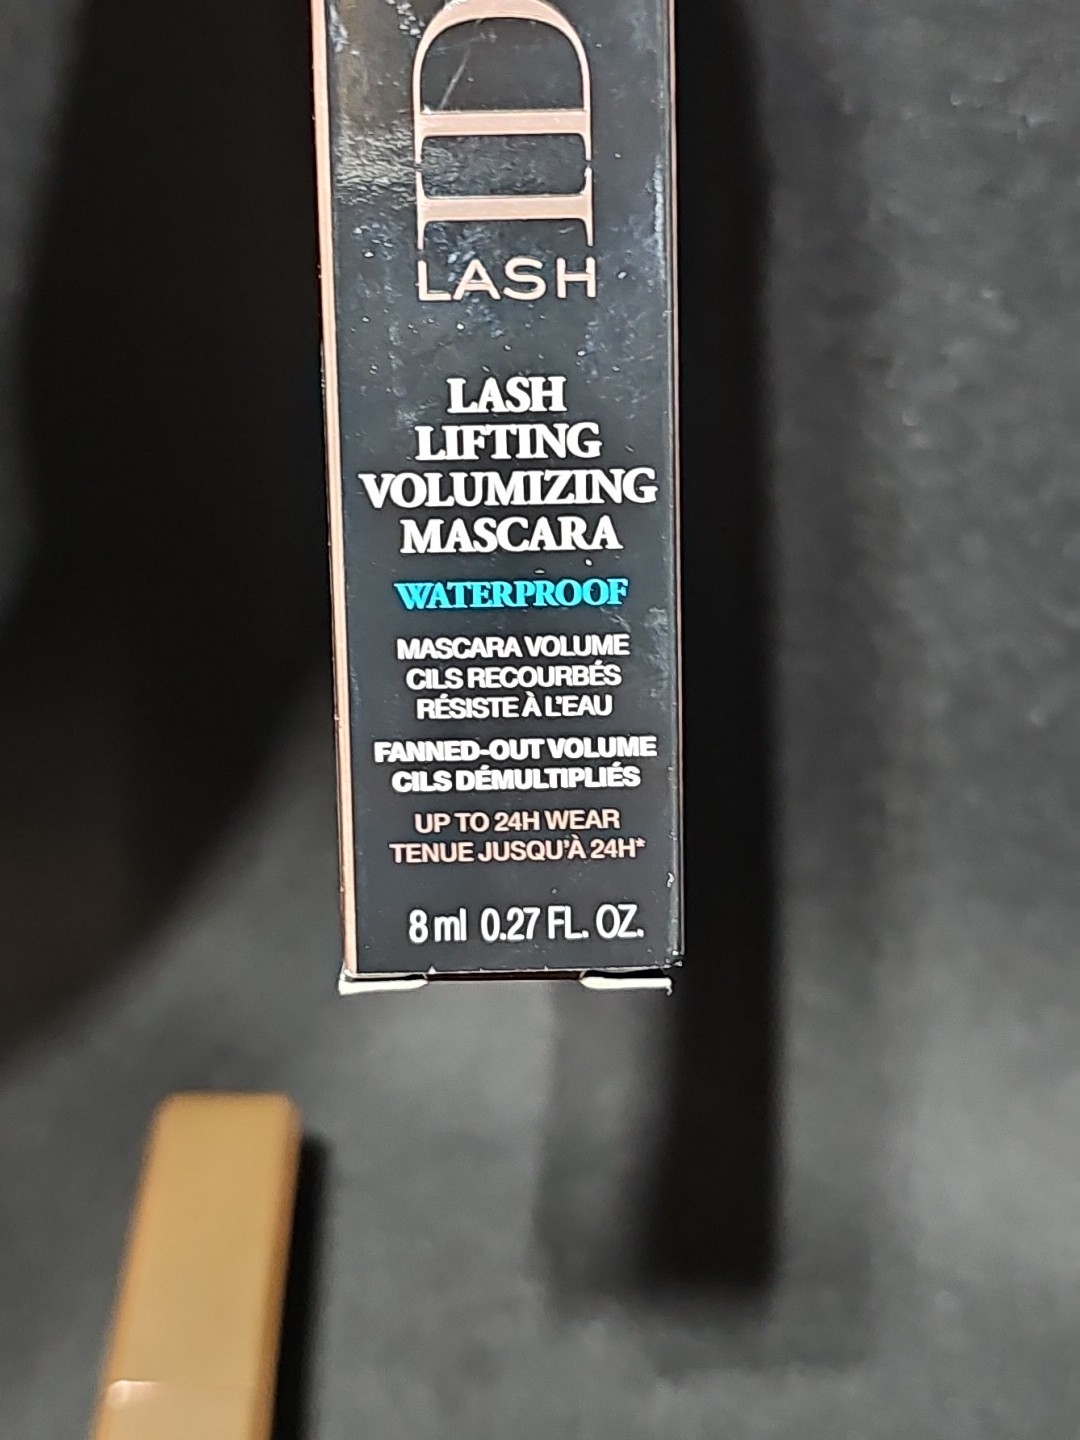 LASH
LASH
LIFTING
VOLUMIZING
MASCARA
WATERPROOF
MASCARA VOLUME
CILS RECOURBÉS
RÉSISTE À L'EAU
FANNED-OUT VOLUME
CILS DÉMULTIPLIÉS
UP TO 24H WEAR
TENUE JUSQU'À 24H*
8 ml 0.27 FL. OZ.